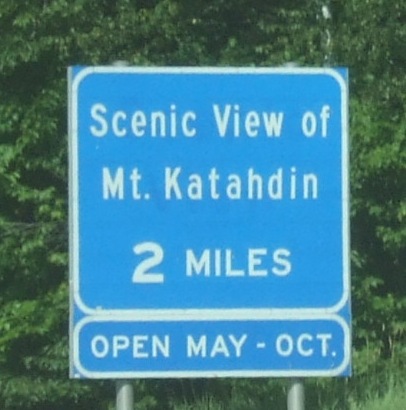 Scenic View of
Mt. Katahdin
2 MILES
OPEN MAY - OCT.